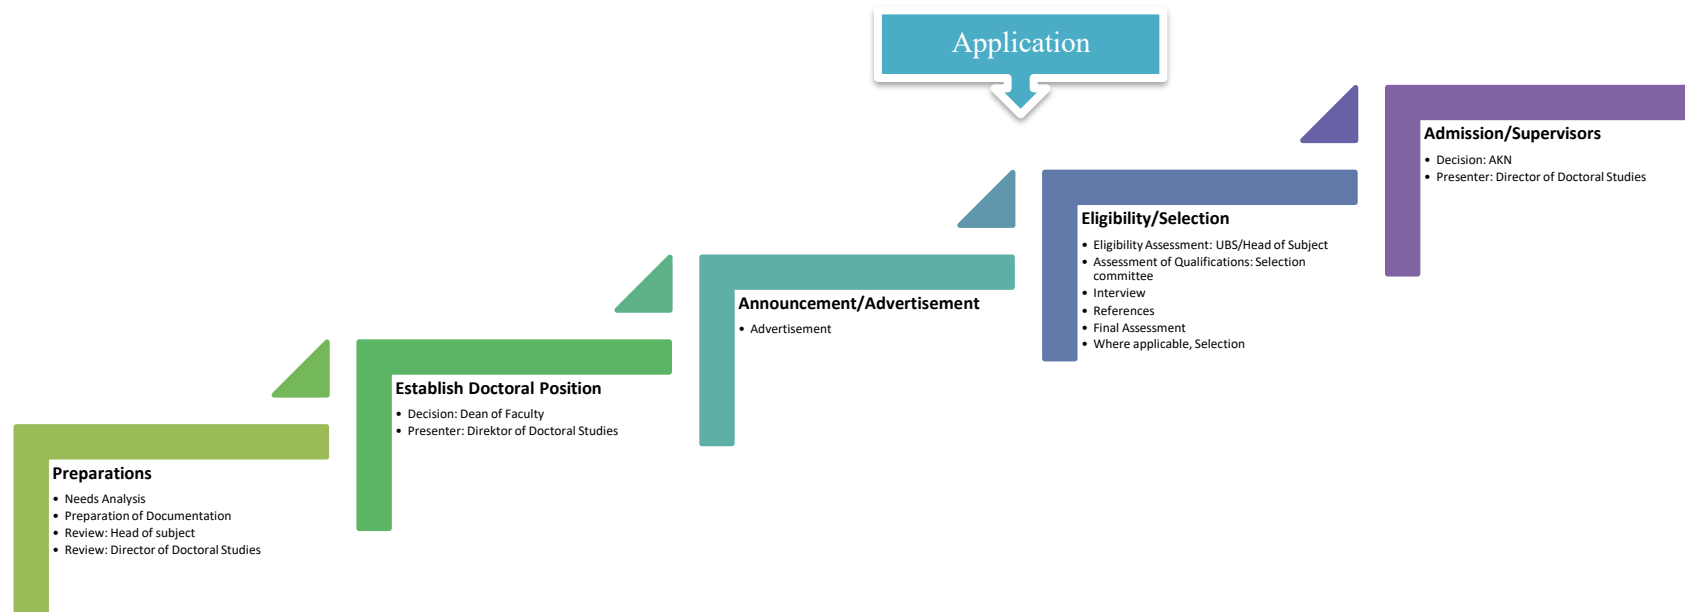 Application
Preparations
• Needs Analysis
• Preparation of Documentation
• Review: Head of subject
• Review: Director of Doctoral Studies
Establish Doctoral Position
• Decision: Dean of Faculty
• Presenter: Direktor of Doctoral Studies
Announcement/Advertisement
• Advertisement
Eligibility/Selection
• Eligibility Assessment: UBS/Head of Subject
• Assessment of Qualifications: Selection
committee
• Interview
• References
• Final Assessment
• Where applicable, Selection
Admission/Supervisors
• Decision: AKN
• Presenter: Director of Doctoral Studies